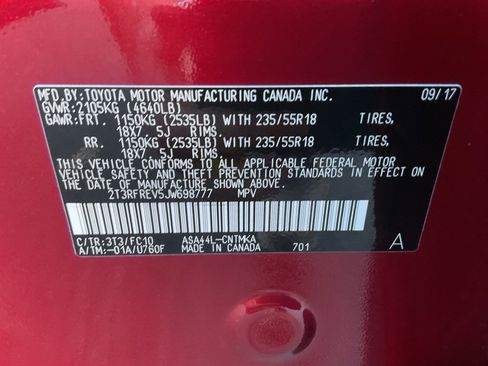 MFD.BY: TOYOTA MOTOR MANUFACTURING CANADA INC. 09/17
GVWR: 2105KG (4640LB)
GAWR: FRT. 1150KG (2535LB) WITH 235/55R18 TIRES,
18X7.5J RIMS.
RR. 1150KG (2535LB) WITH 235/55R18 TIRES,
18X7.5J RIMS.
THIS VEHICLE CONFORMS TO ALL APPLICABLE FEDERAL MOTOR
VEHICLE SAFETY AND THEFT PREVENTION STANDARDS IN EFFECT
ON THE DATE OF MANUFACTURE SHOWN ABOVE.
2T3RFREV5JW698777 MPV
C/TR: 3T3/FC10 ASA44L-CNTMKA
A/TM: -01A/U760F MADE IN CANADA 701 A